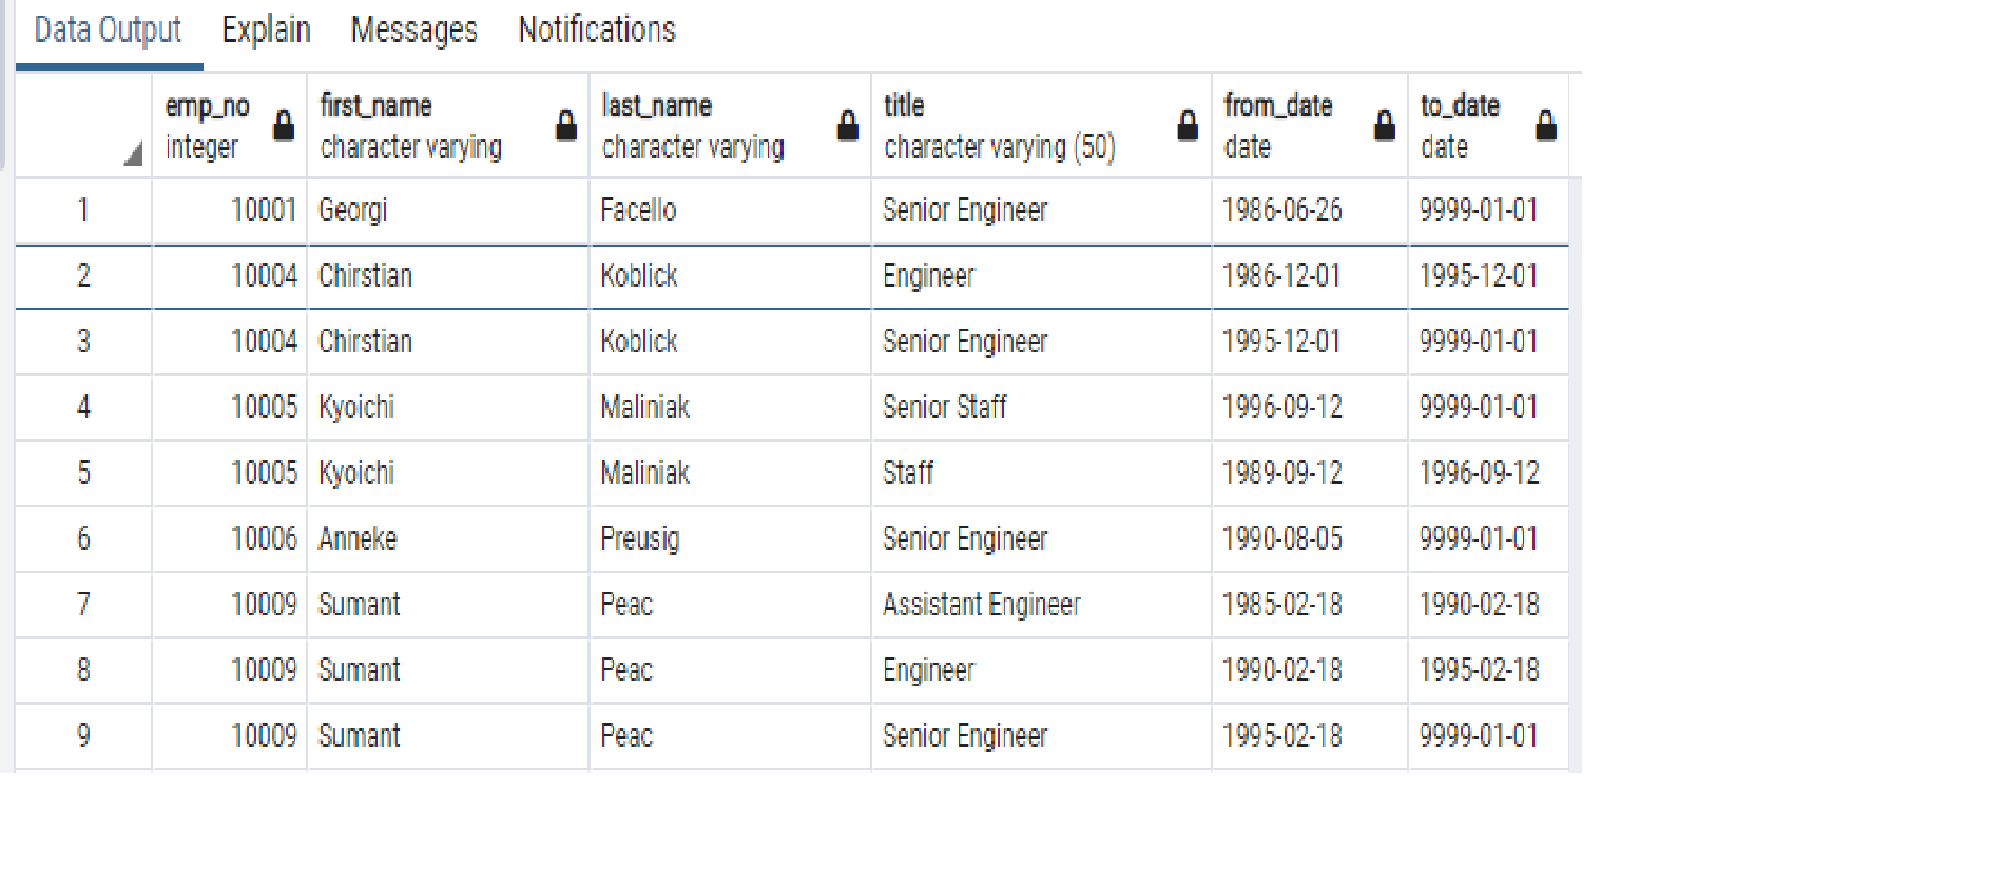 Data Output Explain Messages Notifications
emp_no first_name last_name title from_date to_date
integer character varying character varying character varying (50) date date
1 10001 Georgi Facello Senior Engineer 1986-06-26 9999-01-01
2 10004 Chirstian Koblick Engineer 1986-12-01 1995-12-01
3 10004 Chirstian Koblick Senior Engineer 1995-12-01 9999-01-01
4 10005 Kyoichi Maliniak Senior Staff 1996-09-12 9999-01-01
5 10005 Kyoichi Maliniak Staff 1989-09-12 1996-09-12
6 10006 Anneke Preusig Senior Engineer 1990-08-05 9999-01-01
7 10009 Sumant Peac Assistant Engineer 1985-02-18 1990-02-18
8 10009 Sumant Peac Engineer 1990-02-18 1995-02-18
9 10009 Sumant Peac Senior Engineer 1995-02-18 9999-01-01